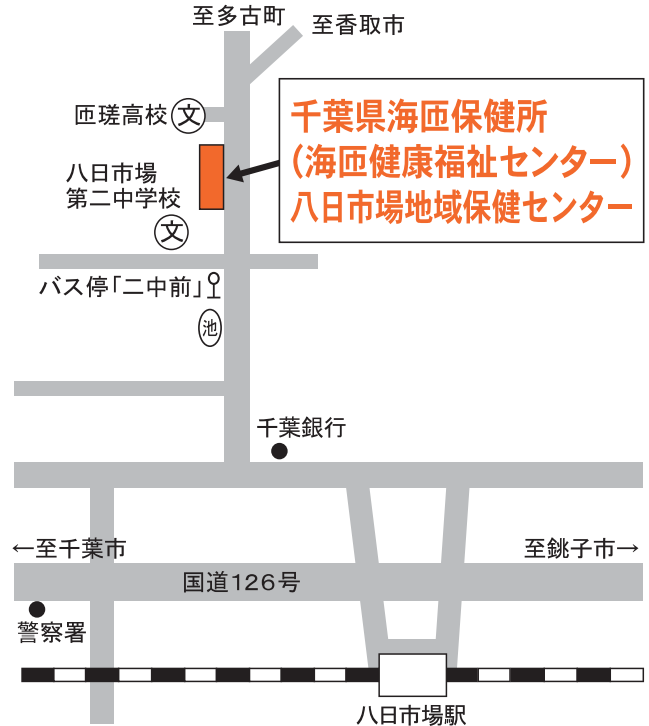 至多古町
至香取市
匝瑳高校
文
千葉県海匝保健所
（海匝健康福祉センター）
八日市場地域保健センター
八日市場
第二中学校
文
バス停「二中前」
池
千葉銀行
←至千葉市
至銚子市→
国道126号
警察署
八日市場駅